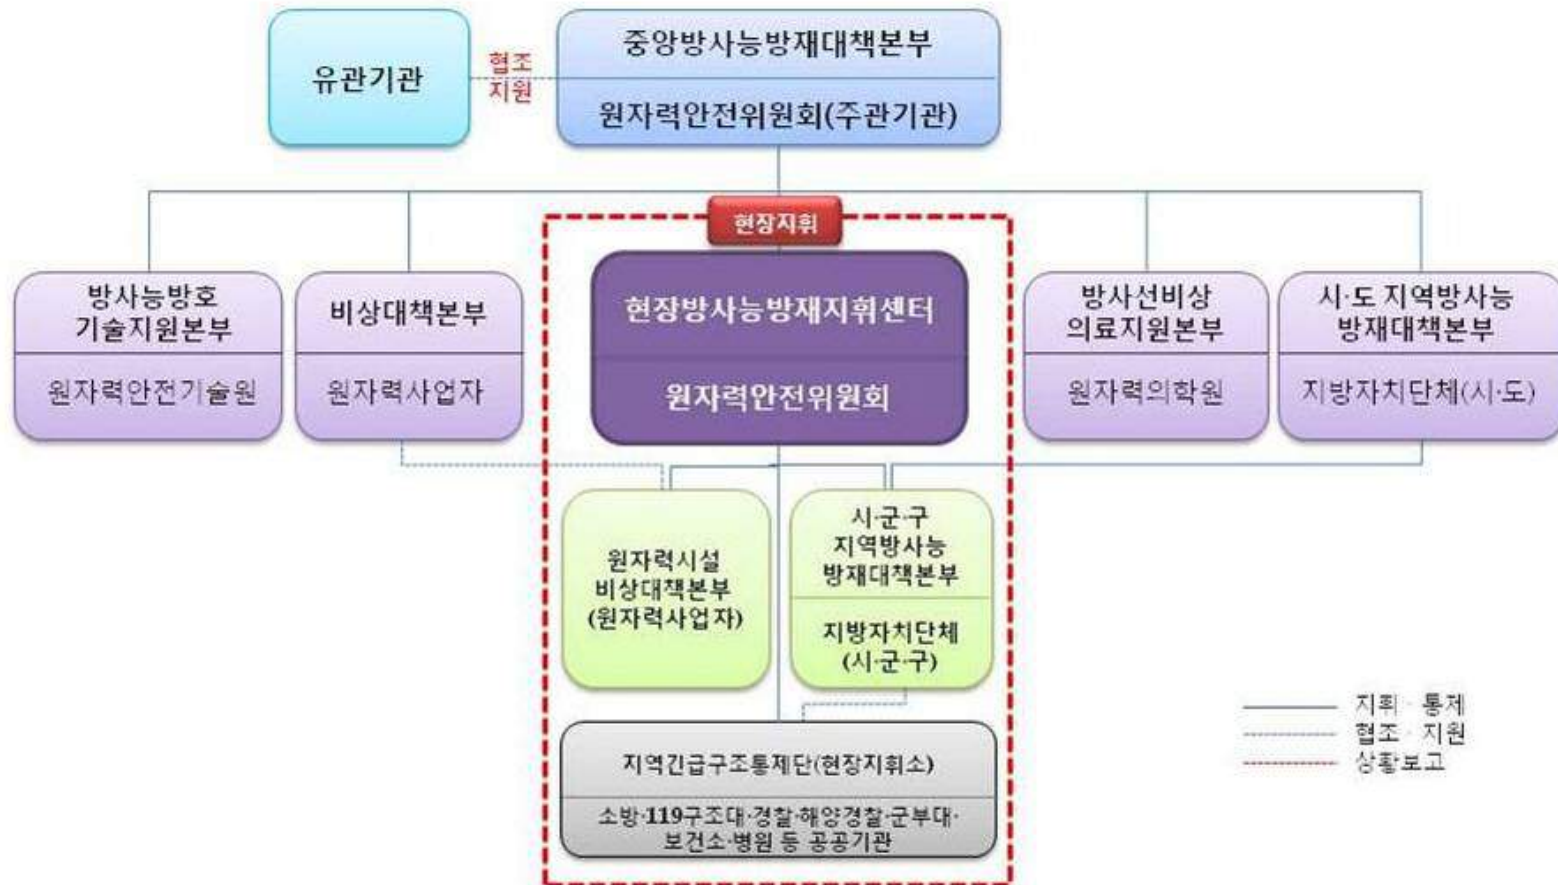 유관기관
협조
지원
중앙방사능방재대책본부
원자력안전위원회(주관기관)
현장지휘
방사능방호
기술지원본부
원자력안전기술원
비상대책본부
원자력사업자
현장방사능방재지휘센터
원자력안전위원회
방사선비상
의료지원본부
원자력의학원
시·도 지역방사능
방재대책본부
지방자치단체(시·도)
원자력시설
비상대책본부
(원자력사업자)
시·군·구
지역방사능
방재대책본부
지방자치단체
(시·군·구)
지역긴급구조통제단(현장지휘소)
소방·119구조대·경찰·해양경찰·군부대·
보건소·병원 등 공공기관
지휘 · 통제
협조 · 지원
상황보고